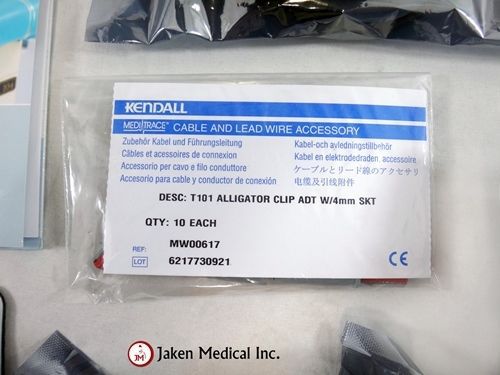 KENDALL
MEDI TRACE® CABLE AND LEAD WIRE ACCESSORY
Zubehör Kabel und Führungsleitung
Kabel-och avledningstillbehör
Câbles et acessoires de connexion
Kabel en elektrodedraden, accessoire
Accesorio per cavo e filo conduttore
ケーブルとリード線のアクセサリ
Accesorio para cable y conductor de conexión
电缆及引线附件
DESC: T101 ALLIGATOR CLIP ADT W/4mm SKT
QTY: 10 EACH
REF: MW00617
LOT 6217730921
CE
JM
Jaken Medical Inc.